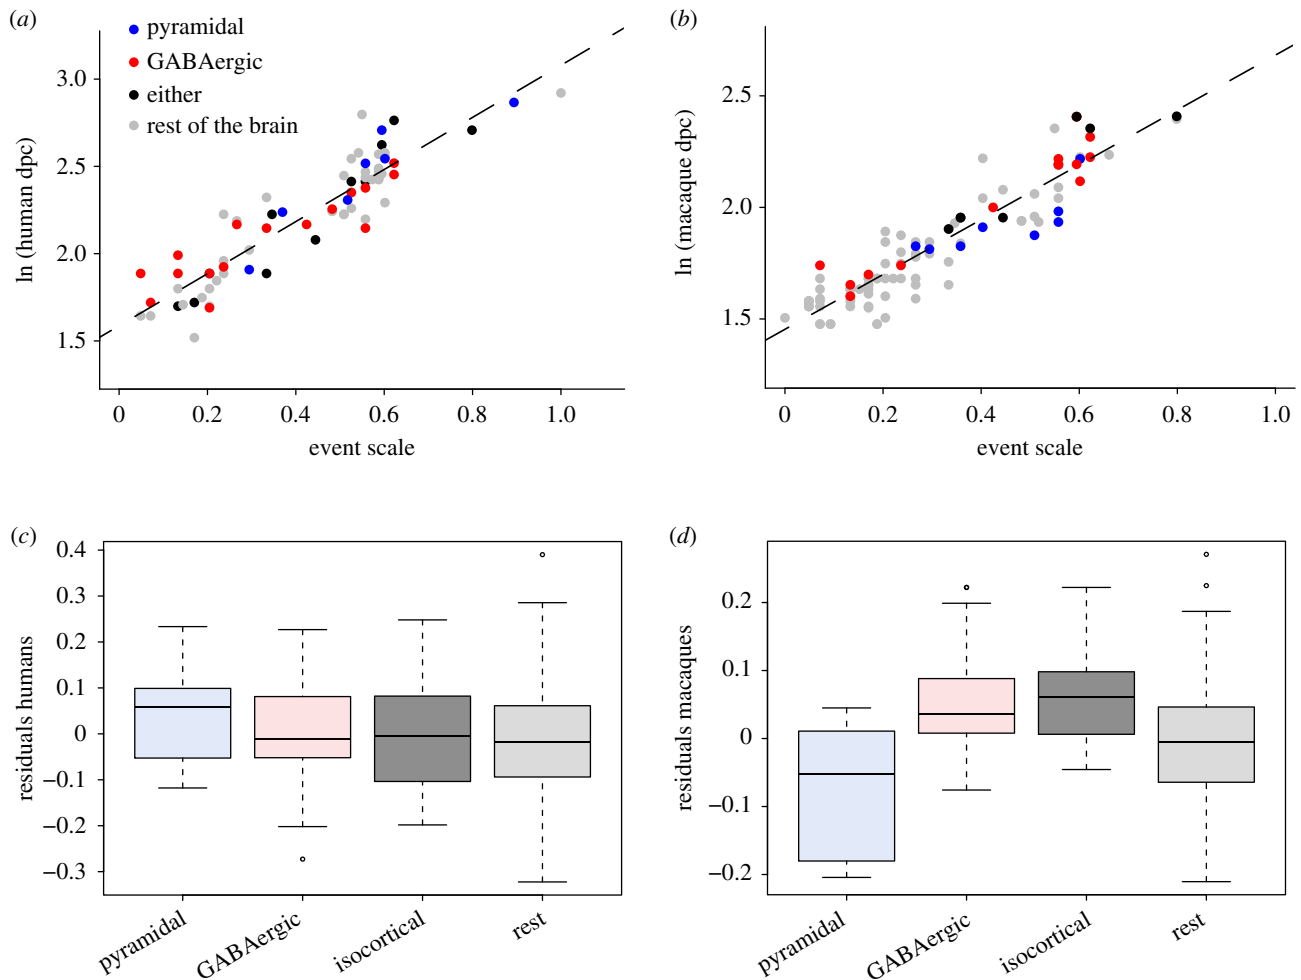 (a)
pyramidal
GABAergic
either
rest of the brain
ln (human dpc)
3.0
2.5
2.0
1.5
0 0.2 0.4 0.6 0.8 1.0
event scale
(b)
ln (macaque dpc)
2.5
2.0
1.5
0 0.2 0.4 0.6 0.8 1.0
event scale
(c)
residuals humans
0.4
0.3
0.2
0.1
0
−0.1
−0.2
−0.3
pyramidal GABAergic isocortical rest
(d)
residuals macaques
0.2
0.1
0
−0.1
−0.2
pyramidal GABAergic isocortical rest